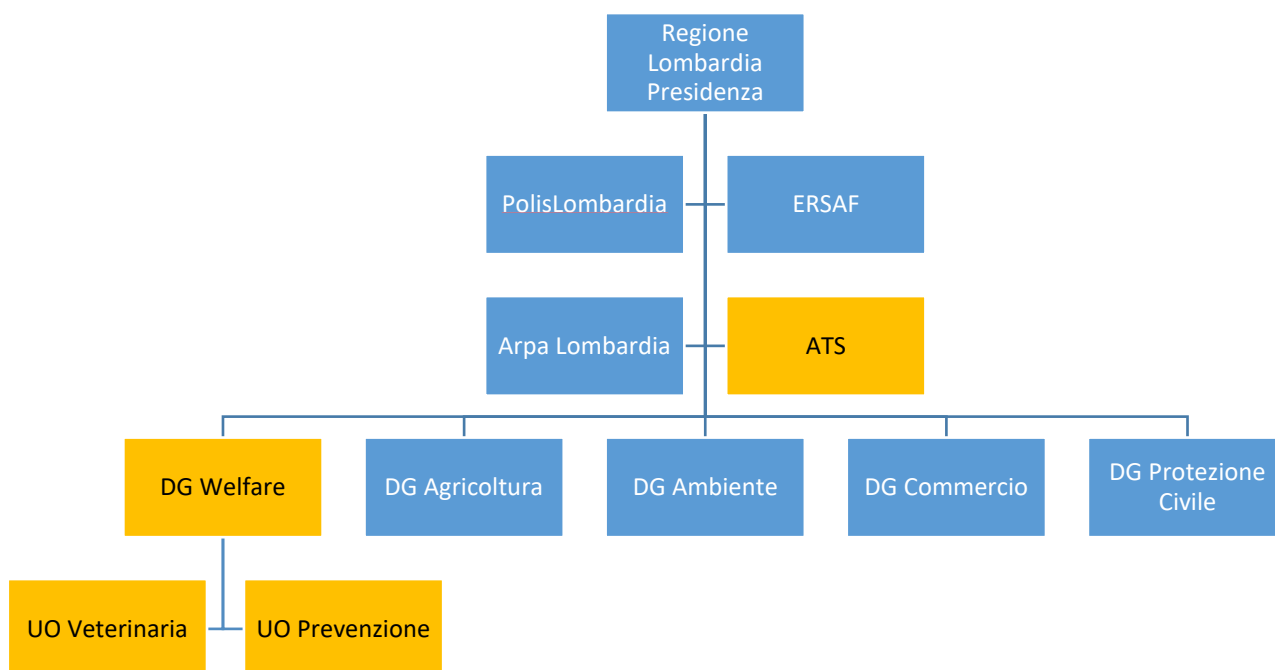 Regione
Lombardia
Presidenza
PolisLombardia
ERSAF
Arpa Lombardia
ATS
DG Welfare
DG Agricoltura
DG Ambiente
DG Commercio
DG Protezione
Civile
UO Veterinaria
UO Prevenzione